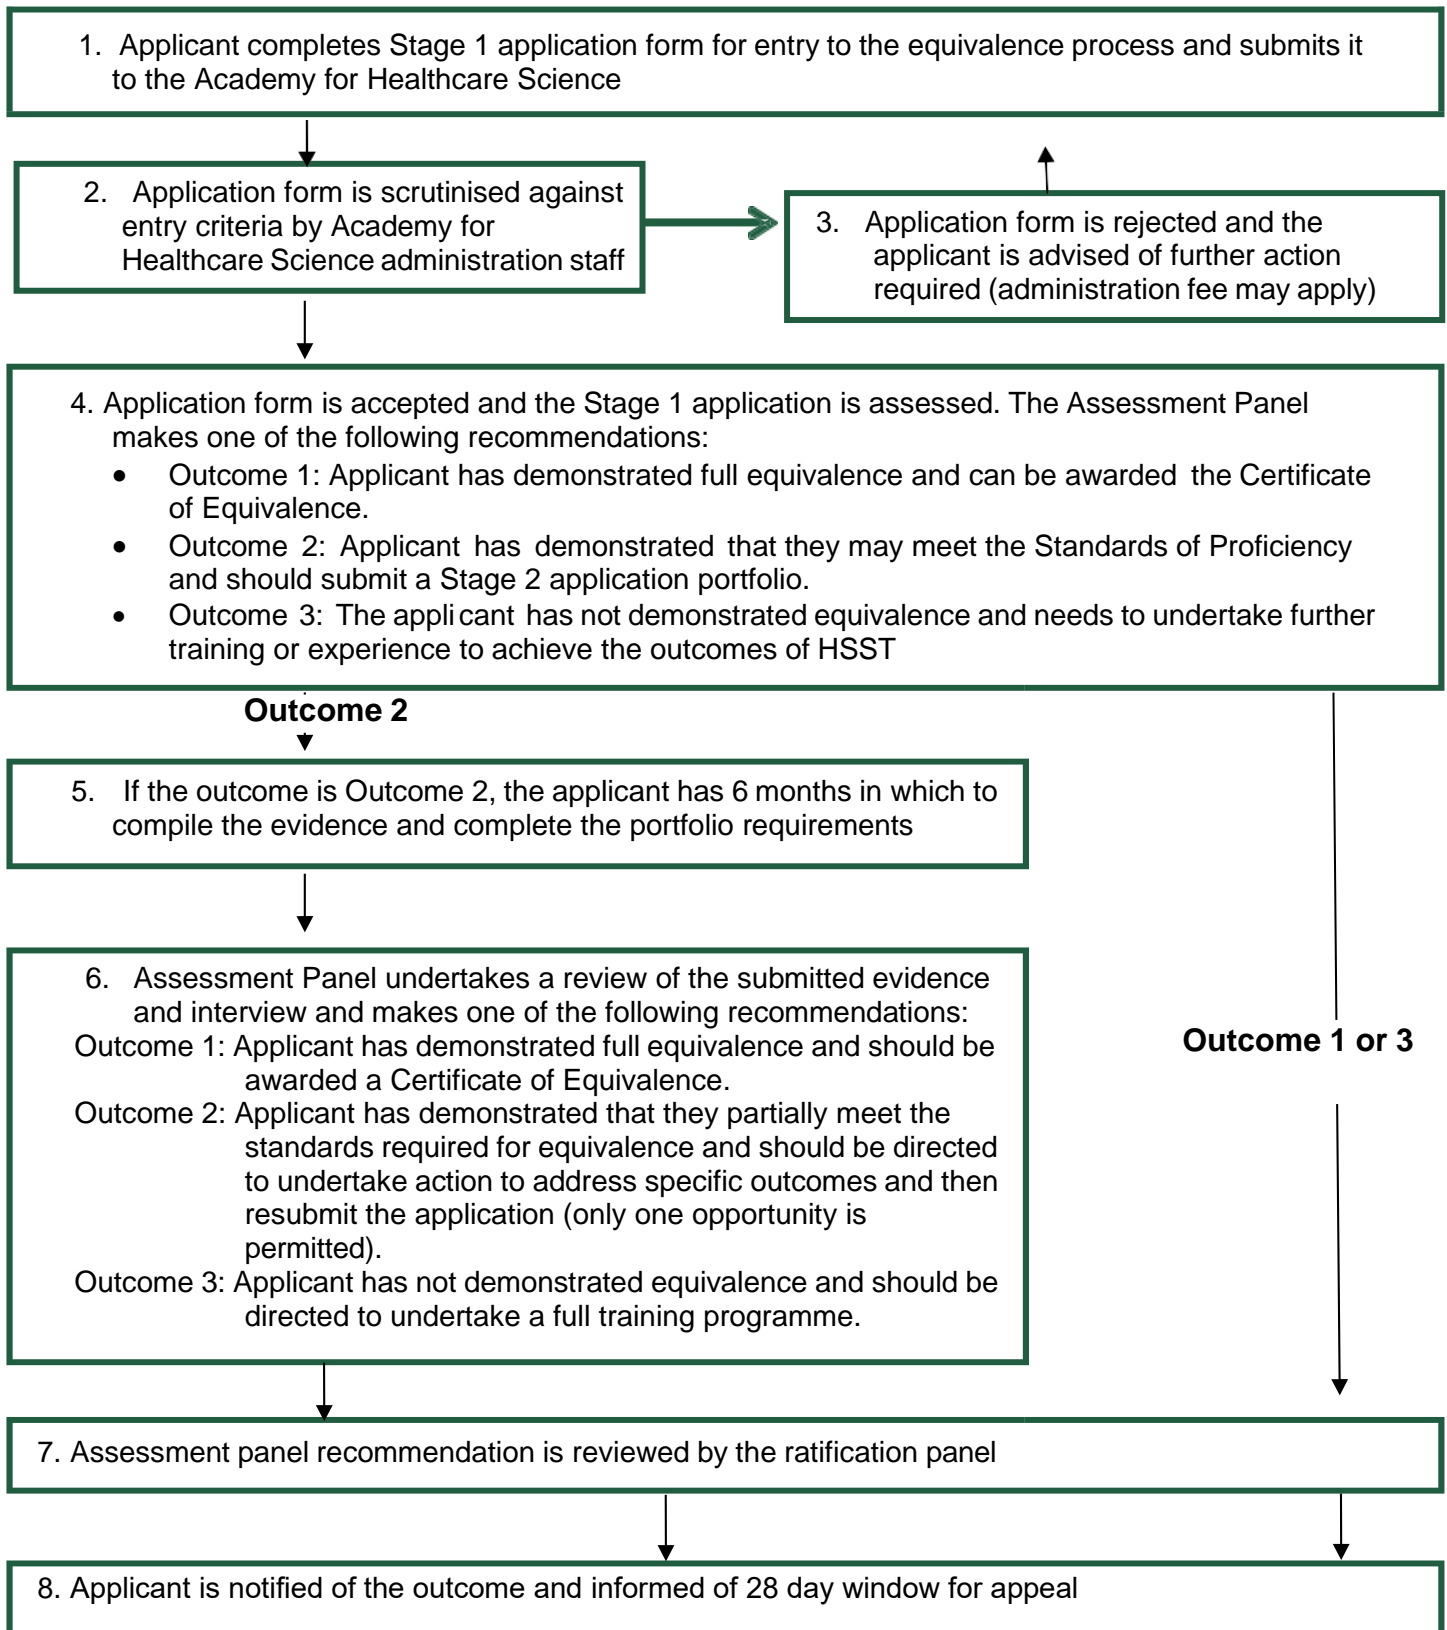 1. Applicant completes Stage 1 application form for entry to the equivalence process and submits it
to the Academy for Healthcare Science
2. Application form is scrutinised against
entry criteria by Academy for
Healthcare Science administration staff
3. Application form is rejected and the
applicant is advised of further action
required (administration fee may apply)
4. Application form is accepted and the Stage 1 application is assessed. The Assessment Panel
makes one of the following recommendations:
• Outcome 1: Applicant has demonstrated full equivalence and can be awarded the Certificate
of Equivalence.
• Outcome 2: Applicant has demonstrated that they may meet the Standards of Proficiency
and should submit a Stage 2 application portfolio.
• Outcome 3: The applicant has not demonstrated equivalence and needs to undertake further
training or experience to achieve the outcomes of HSST
Outcome 2
5. If the outcome is Outcome 2, the applicant has 6 months in which to
compile the evidence and complete the portfolio requirements
6. Assessment Panel undertakes a review of the submitted evidence
and interview and makes one of the following recommendations:
Outcome 1: Applicant has demonstrated full equivalence and should be
awarded a Certificate of Equivalence.
Outcome 2: Applicant has demonstrated that they partially meet the
standards required for equivalence and should be directed
to undertake action to address specific outcomes and then
resubmit the application (only one opportunity is
permitted).
Outcome 3: Applicant has not demonstrated equivalence and should be
directed to undertake a full training programme.
Outcome 1 or 3
7. Assessment panel recommendation is reviewed by the ratification panel
8. Applicant is notified of the outcome and informed of 28 day window for appeal